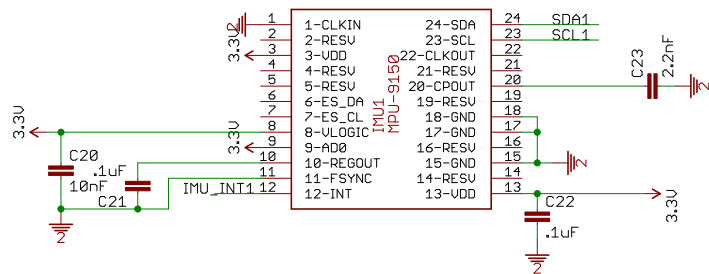 2
1
1-CLKIN
24-SDA
24
SDA1
2
2-RESV
23-SCL
23
SCL1
3.3V
3
3-VDD
22-CLKOUT
22
4
4-RESV
21-RESV
21
C23
2.2nF
5
5-RESV
20-CPOUT
20
2
6
6-ES_DA
19-RESV
19
7
7-ES_CL
18-GND
18
IMU1
MPU-9150
3.3V
8
8-VLOGIC
17-GND
17
3.3V
9
9-AD0
16-RESV
16
C20
10
10-REGOUT
15-GND
15
2
.1uF
11
11-FSYNC
14-RESV
14
10nF
IMU_INT1
12
12-INT
13-VDD
13
C21
C22
3.3V
2
.1uF
2